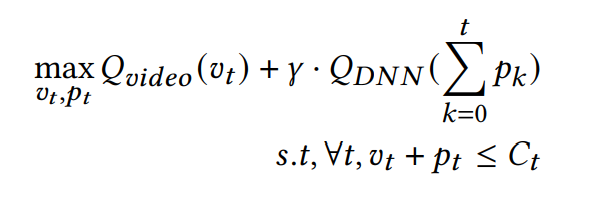 max_{v_t,p_t} Q_{video}(v_t) + γ · Q_{DNN}(∑_{k=0}^{t} p_k)
s.t, ∀t, v_t + p_t ≤ C_t